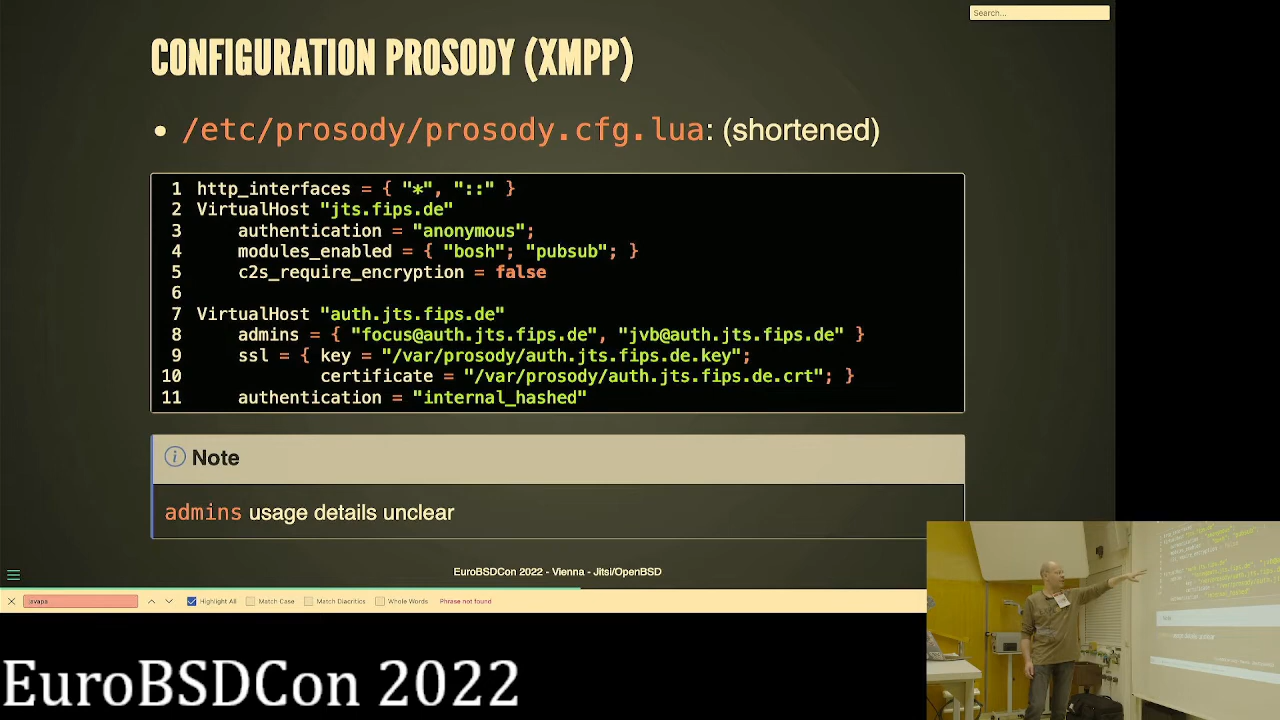 Search...
CONFIGURATION PROSODY (XMPP)
• /etc/prosody/prosody.cfg.lua: (shortened)
1 http_interfaces = { "*", "::" }
2 VirtualHost "jts.fips.de"
3 authentication = "anonymous";
4 modules_enabled = { "bosh"; "pubsub"; }
5 c2s_require_encryption = false
6
7 VirtualHost "auth.jts.fips.de"
8 admins = { "focus@auth.jts.fips.de", "jvb@auth.jts.fips.de" }
9 ssl = { key = "/var/prosody/auth.jts.fips.de.key";
10 certificate = "/var/prosody/auth.jts.fips.de.crt"; }
11 authentication = "internal_hashed"
Note
admins usage details unclear
EuroBSDCon 2022 - Vienna - Jitsi/OpenBSD
Highlight All Match Case Match Diacritics Whole Words Phrase not found
EuroBSDCon 2022